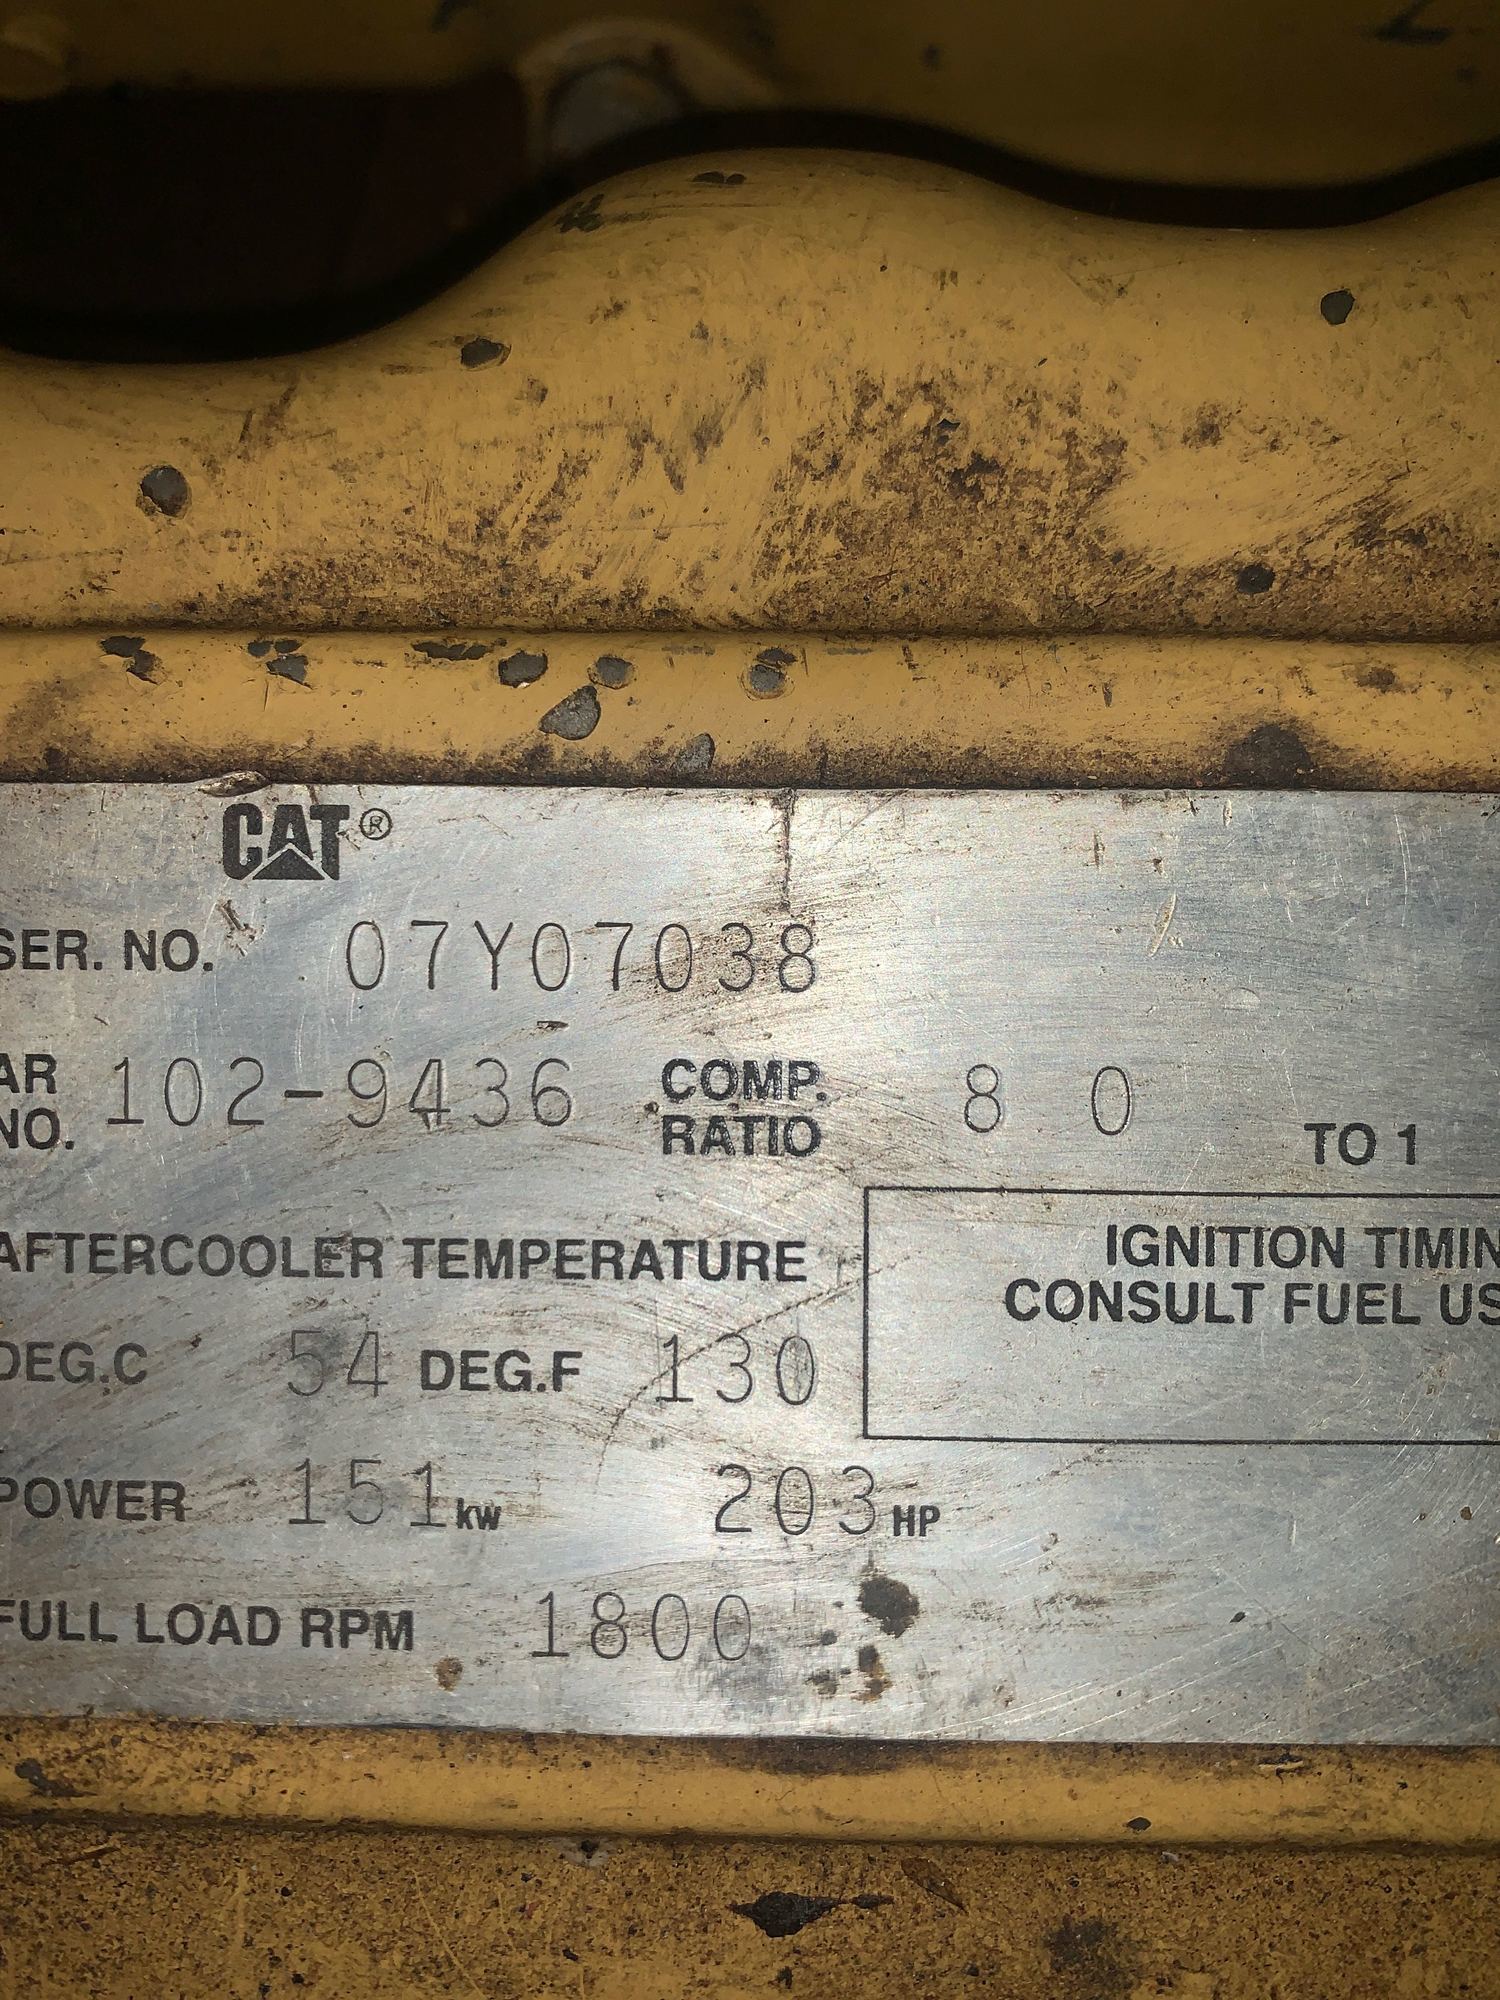 CAT®
SER. NO. 07Y07038
AR NO. 102-9436 COMP. RATIO 8 0 TO 1
AFTERCOOLER TEMPERATURE
DEG.C 54 DEG.F 130
IGNITION TIMIN
CONSULT FUEL US
POWER 151 kW 203 HP
FULL LOAD RPM 1800